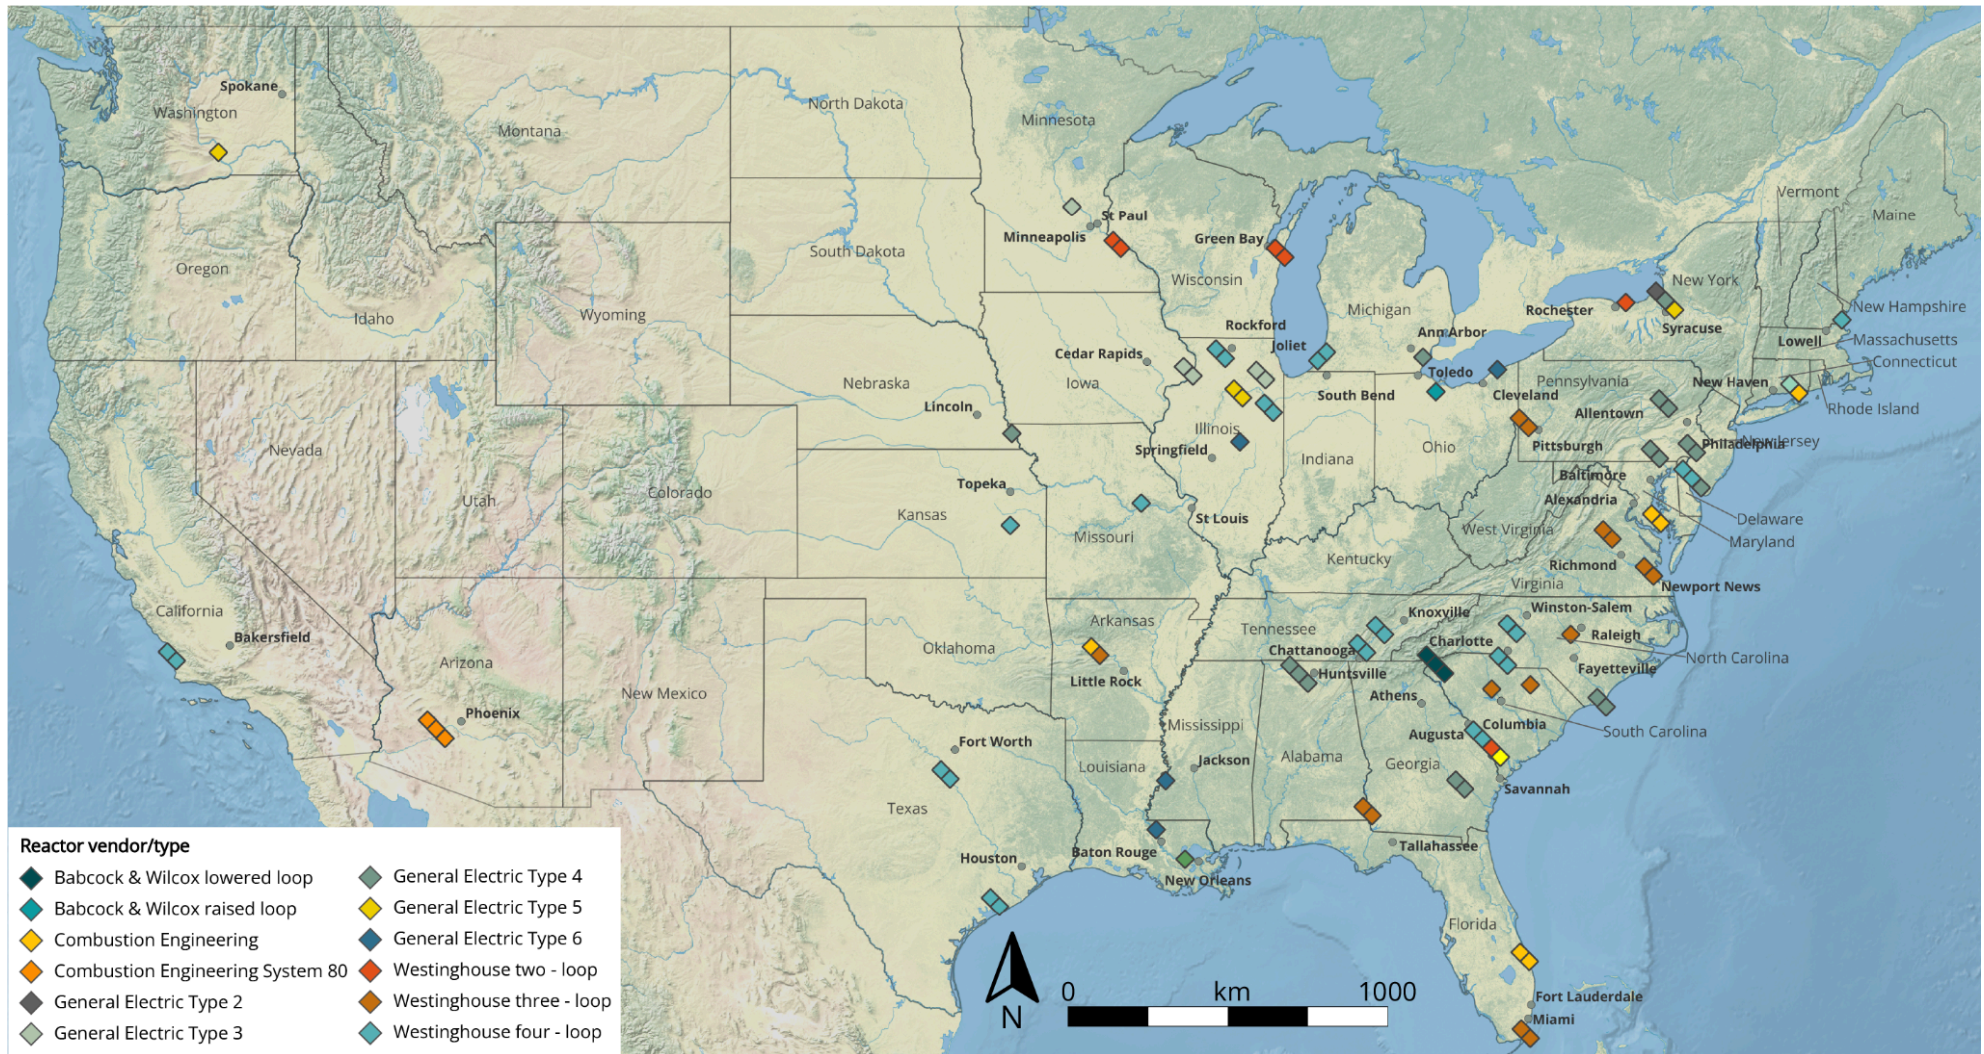 Spokane
Washington
Montana
North Dakota
Minnesota
Vermont
Maine
St Paul
Minneapolis
Green Bay
Oregon
South Dakota
Wisconsin
New York
Idaho
Wyoming
Michigan
Rochester
New Hampshire
Syracuse
Rockford
Ann Arbor
Joliet
Lowell
Massachusetts
Cedar Rapids
Connecticut
Toledo
Nebraska
Iowa
Pennsylvania
New Haven
South Bend
Cleveland
Lincoln
Allentown
Rhode Island
Illinois
Nevada
Springfield
Indiana
Ohio
Pittsburgh
Philadelphia
New Jersey
Utah
Colorado
Topeka
Baltimore
Alexandria
Kansas
St Louis
Delaware
Missouri
West Virginia
Maryland
Kentucky
Richmond
Virginia
Newport News
California
Arkansas
Knoxville
Winston-Salem
Bakersfield
Tennessee
Raleigh
Oklahoma
Chattanooga
Charlotte
North Carolina
Arizona
Little Rock
Huntsville
Fayetteville
New Mexico
Athens
Phoenix
Mississippi
Columbia
South Carolina
Fort Worth
Augusta
Louisiana
Jackson
Alabama
Georgia
Savannah
Texas
Tallahassee
Houston
Baton Rouge
New Orleans
Florida
Fort Lauderdale
Miami
Reactor vendor/type
Babcock & Wilcox lowered loop
Babcock & Wilcox raised loop
Combustion Engineering
Combustion Engineering System 80
General Electric Type 2
General Electric Type 3
General Electric Type 4
General Electric Type 5
General Electric Type 6
Westinghouse two - loop
Westinghouse three - loop
Westinghouse four - loop
N
0 km 1000